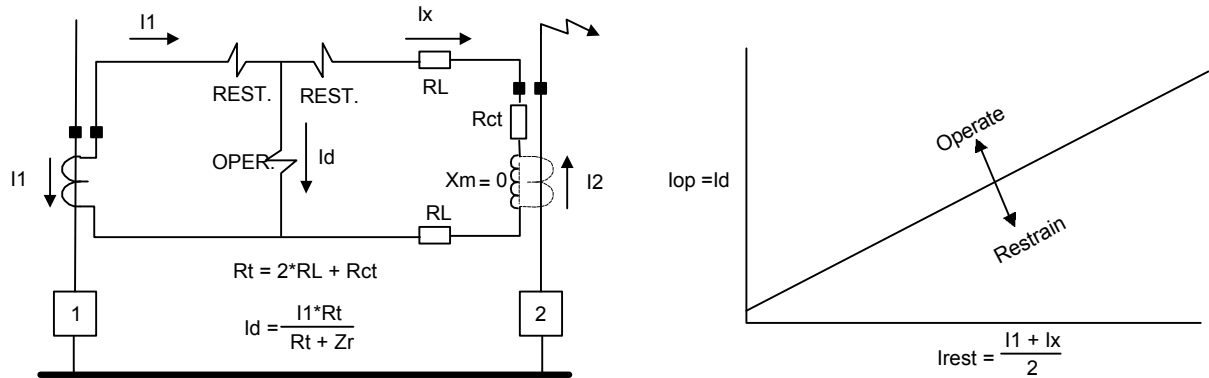 I1
Ix
REST.
REST.
RL
Rct
OPER.
Id
I1
Xm = 0
I2
RL
Rt = 2*RL + Rct
1
2
Id = I1*Rt
Rt + Zr
Operate
Iop =Id
Restrain
Irest = I1 + Ix
2